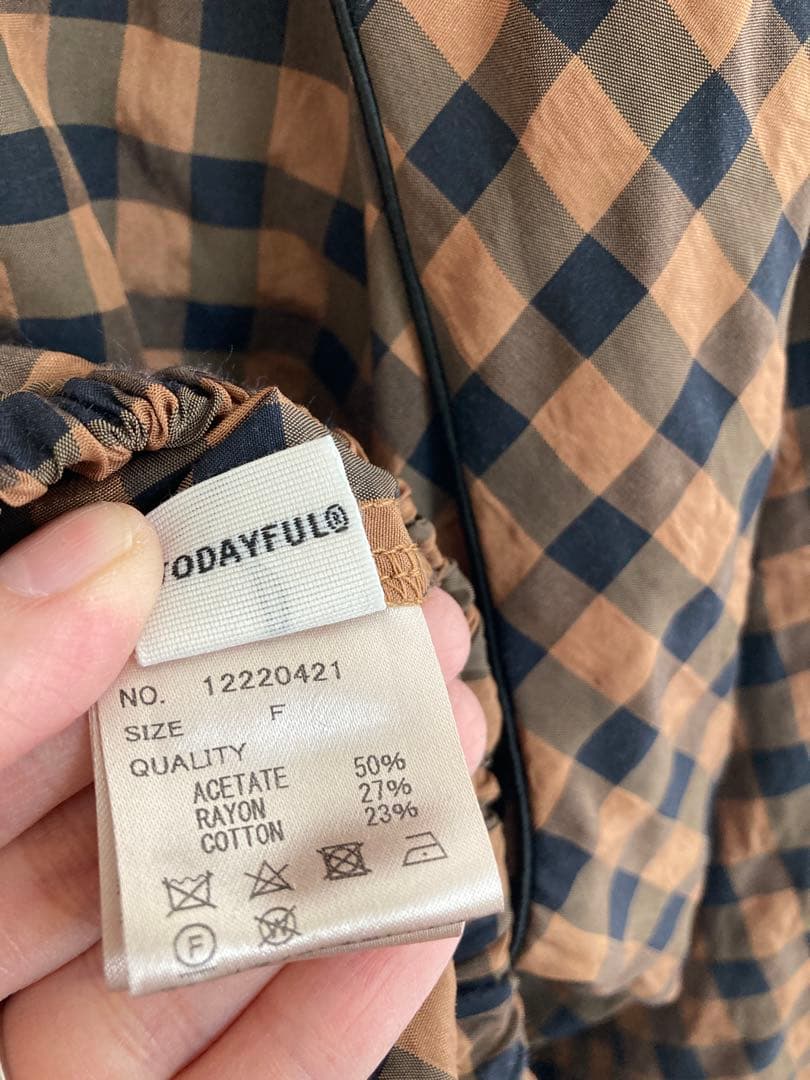 TODAYFUL®
NO. 12220421
SIZE F
QUALITY
ACETATE 50%
RAYON 27%
COTTON 23%
F W